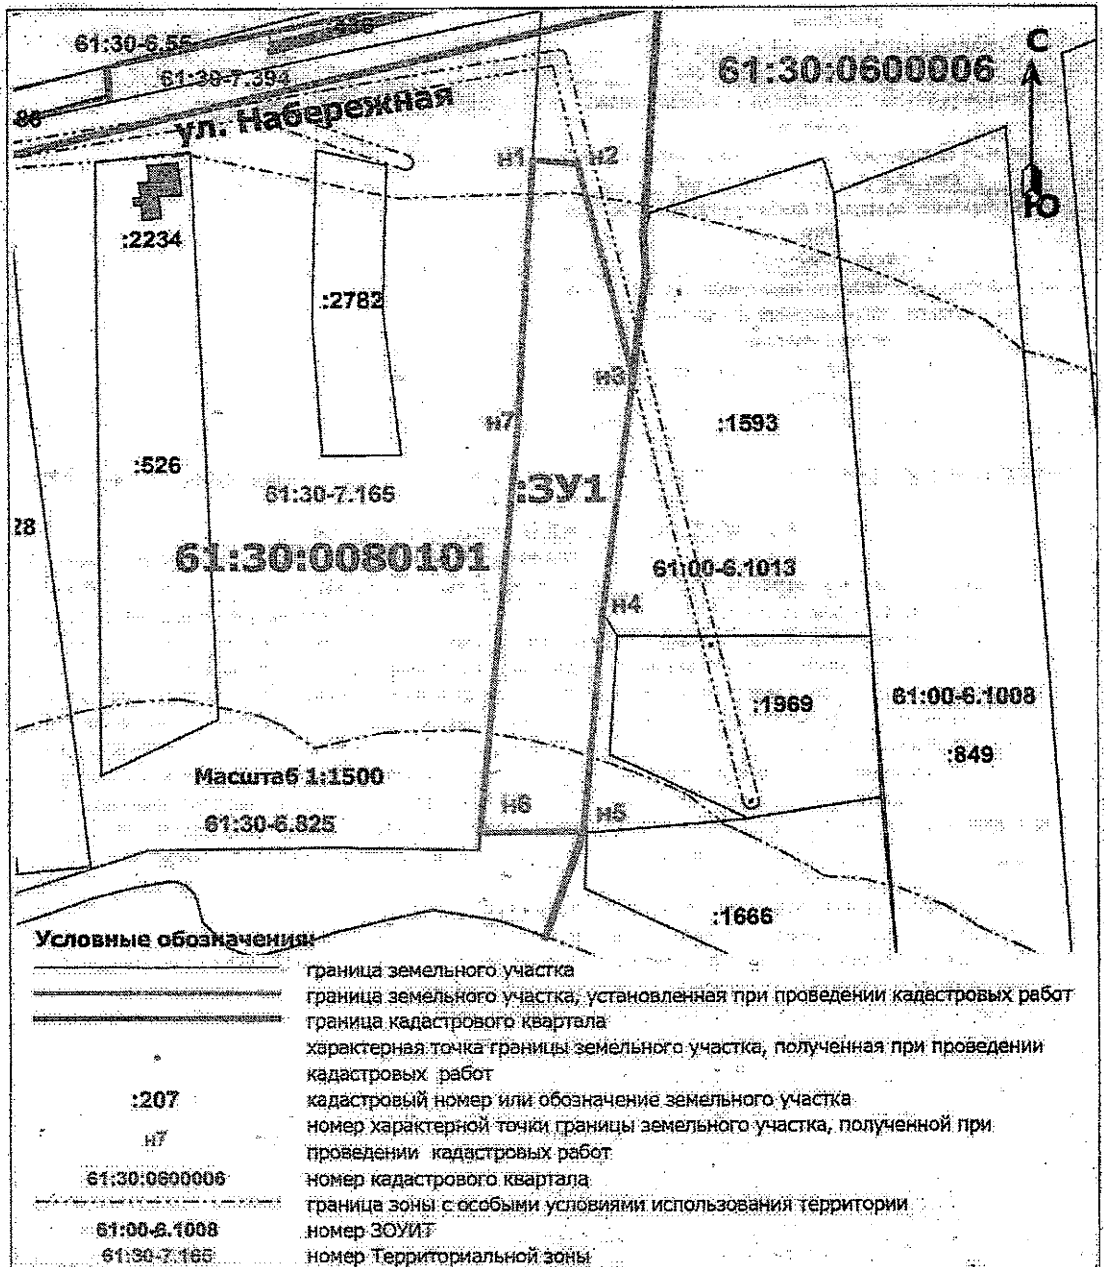 61:30-6.55
61:30-7.394
ул. Набережная
61:30:0600006
С
Ю
86
н1
н2
:2234
:2782
н3
н7
:1593
:526
61:30-7.165
:ЗУ1
28
61:30:0080101
61:00-6.1013
н4
:1969
61:00-6.1008
:849
Масштаб 1:1500
61:30-6.825
н6
н5
:1666
Условные обозначения:
граница земельного участка
граница земельного участка, установленная при проведении кадастровых работ
граница кадастрового квартала
характерная точка границы земельного участка, полученная при проведении
кадастровых работ
:207
кадастровый номер или обозначение земельного участка
н7
номер характерной точки границы земельного участка, полученной при
проведении кадастровых работ
61:30:0600006
номер кадастрового квартала
граница зоны с особыми условиями использования территории
61:00-6.1008
номер ЗОУИТ
61:30-7.165
номер Территориальной зоны